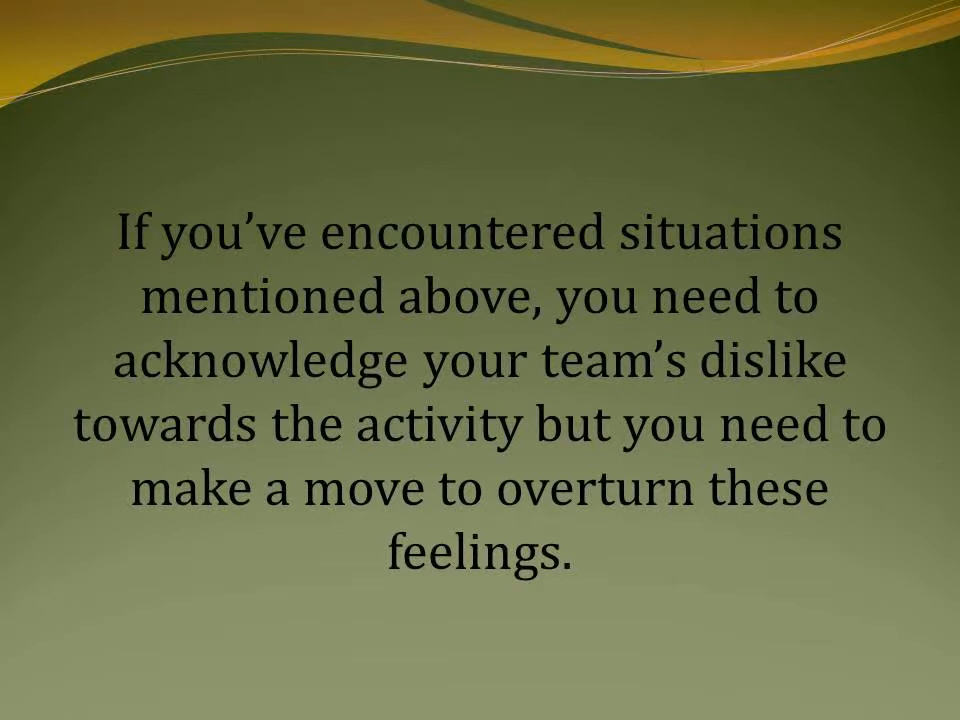 If you’ve encountered situations
mentioned above, you need to
acknowledge your team’s dislike
towards the activity but you need to
make a move to overturn these
feelings.